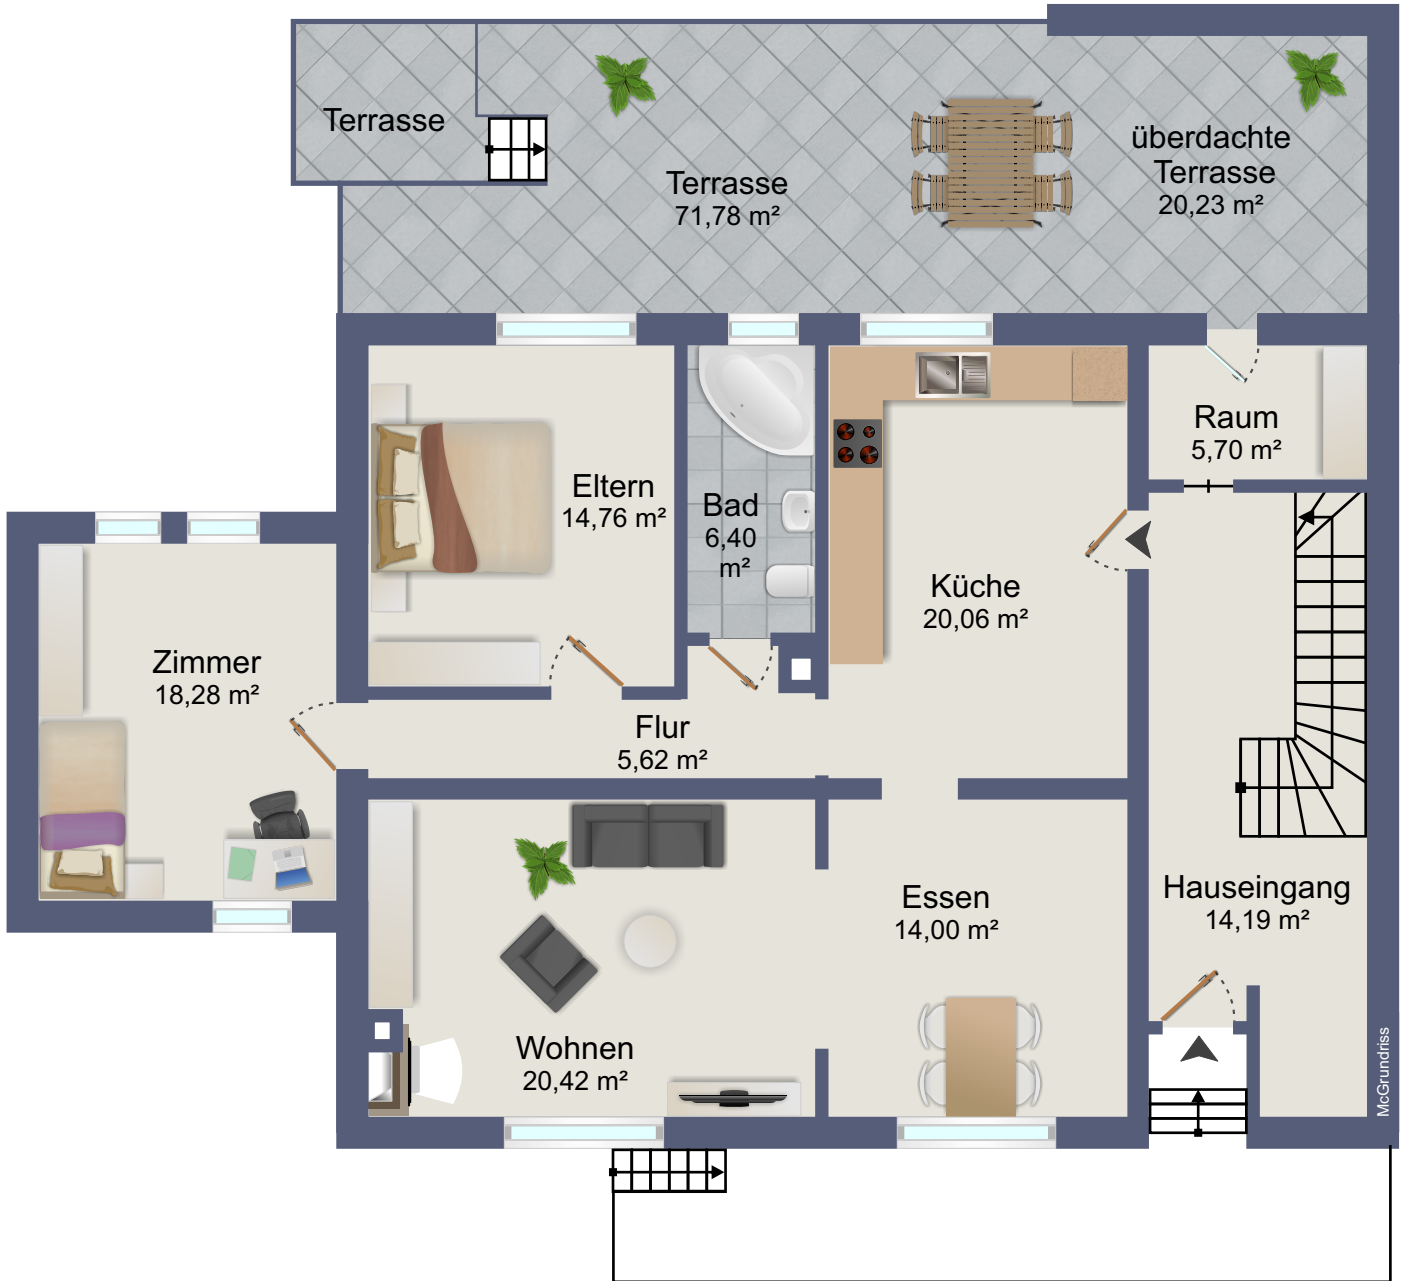 Terrasse
Terrasse
71,78 m²
überdachte
Terrasse
20,23 m²
Raum
5,70 m²
Eltern
14,76 m²
Bad
6,40
m²
Küche
20,06 m²
Zimmer
18,28 m²
Flur
5,62 m²
Essen
14,00 m²
Hauseingang
14,19 m²
Wohnen
20,42 m²
McGrundriss